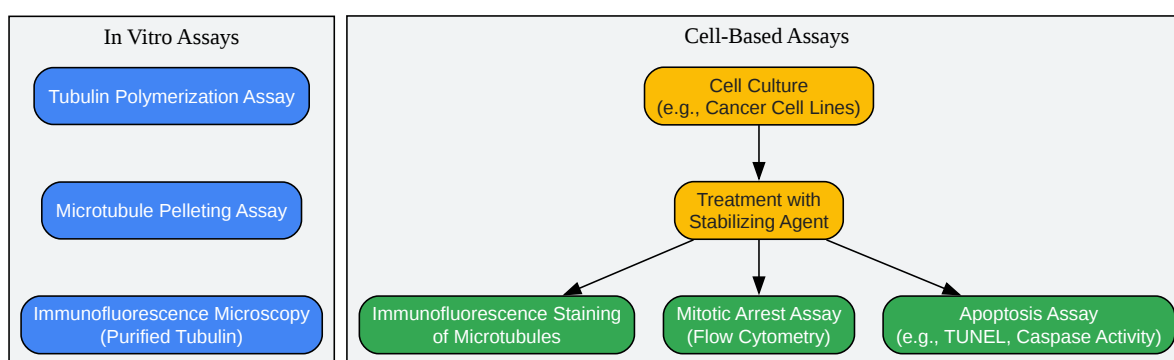 In Vitro Assays
Tubulin Polymerization Assay
Microtubule Pelleting Assay
Immunofluorescence Microscopy
(Purified Tubulin)
Cell-Based Assays
Cell Culture
(e.g., Cancer Cell Lines)
Treatment with
Stabilizing Agent
Immunofluorescence Staining
of Microtubules
Mitotic Arrest Assay
(Flow Cytometry)
Apoptosis Assay
(e.g., TUNEL, Caspase Activity)